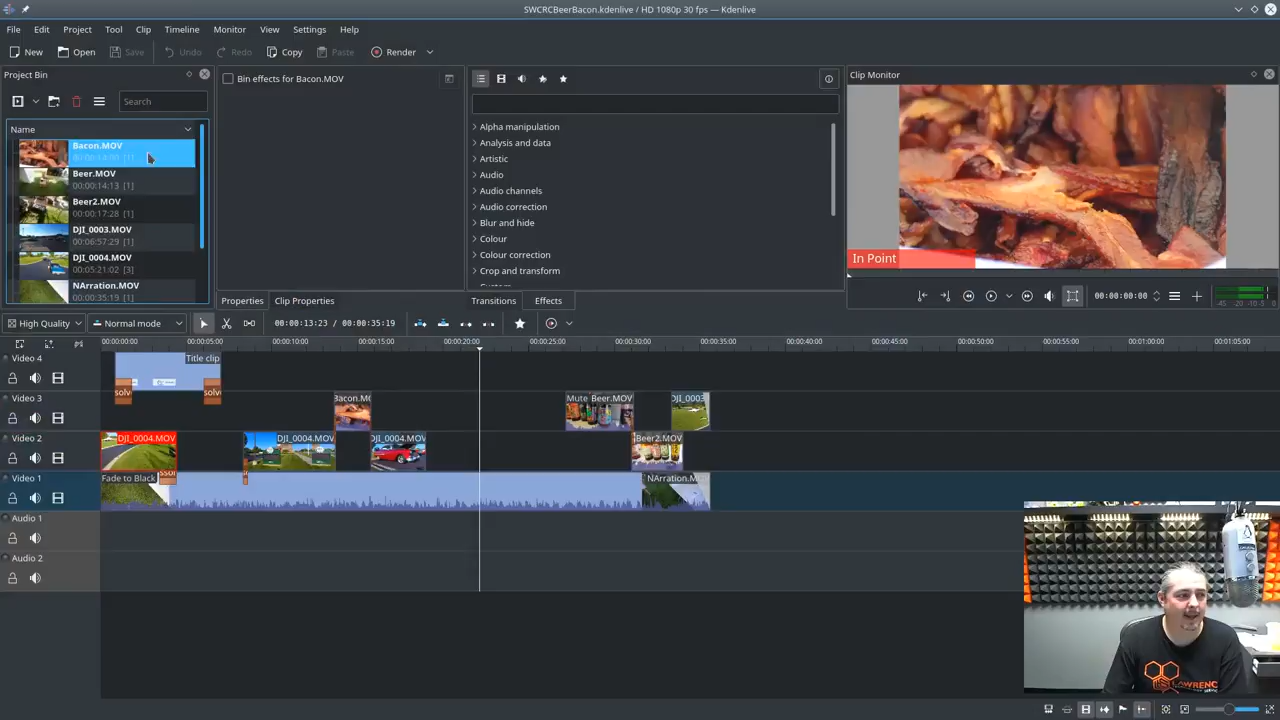 SWCRCBeerBacon.kdenlive / HD 1080p 30 fps — Kdenlive
File Edit Project Tool Clip Timeline Monitor View Settings Help
New Open Save Undo Redo Copy Paste Render
Project Bin
Search
Name
Bacon.MOV
Beer.MOV
00:00:14:13 [1]
Beer2.MOV
00:00:17:28 [1]
DJI_0003.MOV
00:06:57:29 [1]
DJI_0004.MOV
00:05:21:02 [3]
NArration.MOV
00:00:35:19 [1]
Bin effects for Bacon.MOV
Properties Clip Properties
Alpha manipulation
Analysis and data
Artistic
Audio
Audio channels
Audio correction
Blur and hide
Colour
Colour correction
Crop and transform
Transitions Effects
Clip Monitor
In Point
00:00:00:00
-45 -20 -10 -5 0
High Quality Normal mode 00:00:13:23 / 00:00:35:19
00:00:00:00 00:00:05:00 00:00:10:00 00:00:15:00 00:00:20:00 00:00:25:00 00:00:30:00 00:00:35:00 00:00:40:00 00:00:45:00 00:00:50:00 00:00:55:00 00:01:00:00 00:01:05:00
Video 4 Title clip
solv solv
Video 3 Bacon.MO Mute Beer.MOV DJI_0003
Video 2 DJI_0004.MOV DJI_0004.MOV DJI_0004.MOV Beer2.MOV
Video 1 Fade to Black NArration.M
Audio 1
Audio 2
LAWRENC